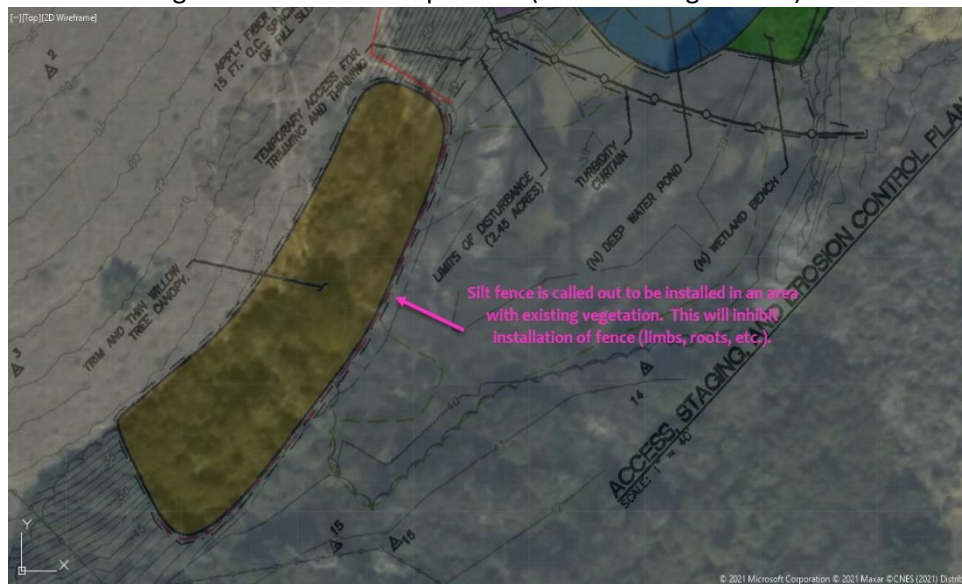 [-][Top][2D Wireframe]
2
APPLY FIBER
15 FT. O.C. SPACING
OF FILL
TEMPORARY ACCESS FOR
TRIMMING AND THINNING
LIMITS OF DISTURBANCE
(2.45 ACRES)
TURBIDITY
CURTAIN
(N) DEEP WATER POND
(N) WETLAND BENCH
TRIM AND THIN WILLOW
TREE CANOPY.
3
Silt fence is called out to be installed in an area
with existing vegetation. This will inhibit
installation of fence (limbs, roots, etc.).
14
ACCESS, STAGING, AND EROSION CONTROL PLAN
SCALE: 1" = 40'
15
16
Y
X
© 2021 Microsoft Corporation © 2021 Maxar ©CNES (2021) Distri